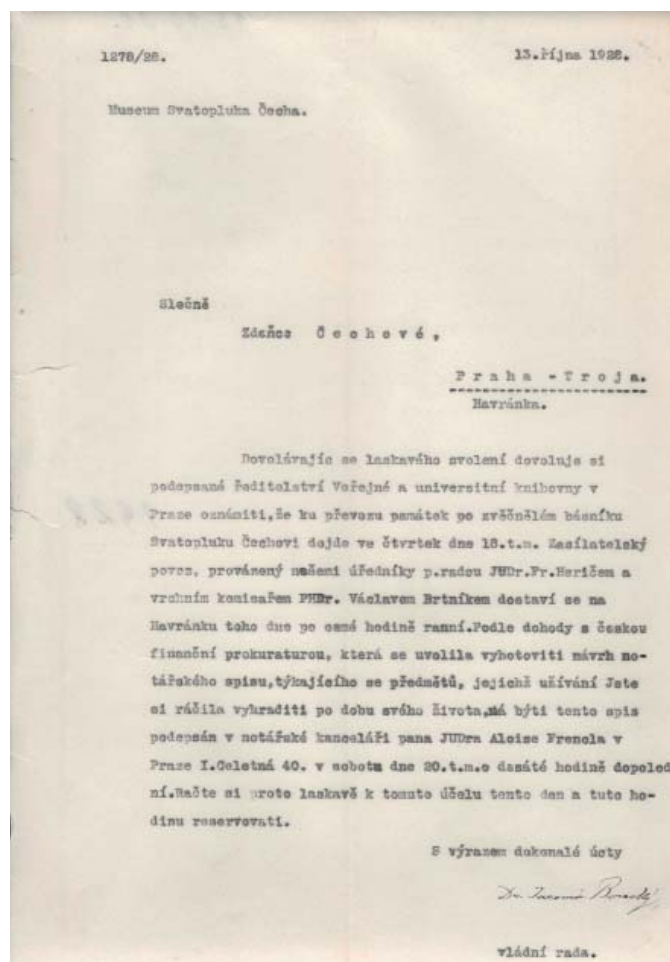 1278/28.
13.října 1928.
Museum Svatopluka Čecha.
Slečně
Zdeňce Čechové,
Praha - Troja.
Havránka.
Dovolávajíc se laskavého svolení dovoluje si
podepsané ředitelství Veřejné a universitní knihovny v
Praze oznámiti,že ku převozu památek po zvěčnělém básníku
Svatopluku Čechovi dojde ve čtvrtek dne 18.t.m. Zasílatelský
povoz, prováze­ný našemi úředníky p.radou JUDr.Fr. a
vrchním komisařem PHDr. Václavem Brtníkem dostaví se na
Havránku toho dne po osmé hodině ranní.Podle dohody s českou
finanční prokuraturou, která se uvolila vyhotoviti návrh no-
tářského spisu,týkajícího se předmětů, jejichž užívání Jste
si ráčila vyhraditi po dobu svého života,má býti tento spis
podepsán v notářské kanceláři pana JUDra Aloise Frencla v
Praze I.Celetná 40. v sobotu dne 20.t.m.o desáté hodině dopoled
ní.Račte si proto laskavě k tomuto účelu tento den a tuto ho-
dinu reservovati.
S výrazem dokonalé úcty
Dr.
vládní rada.